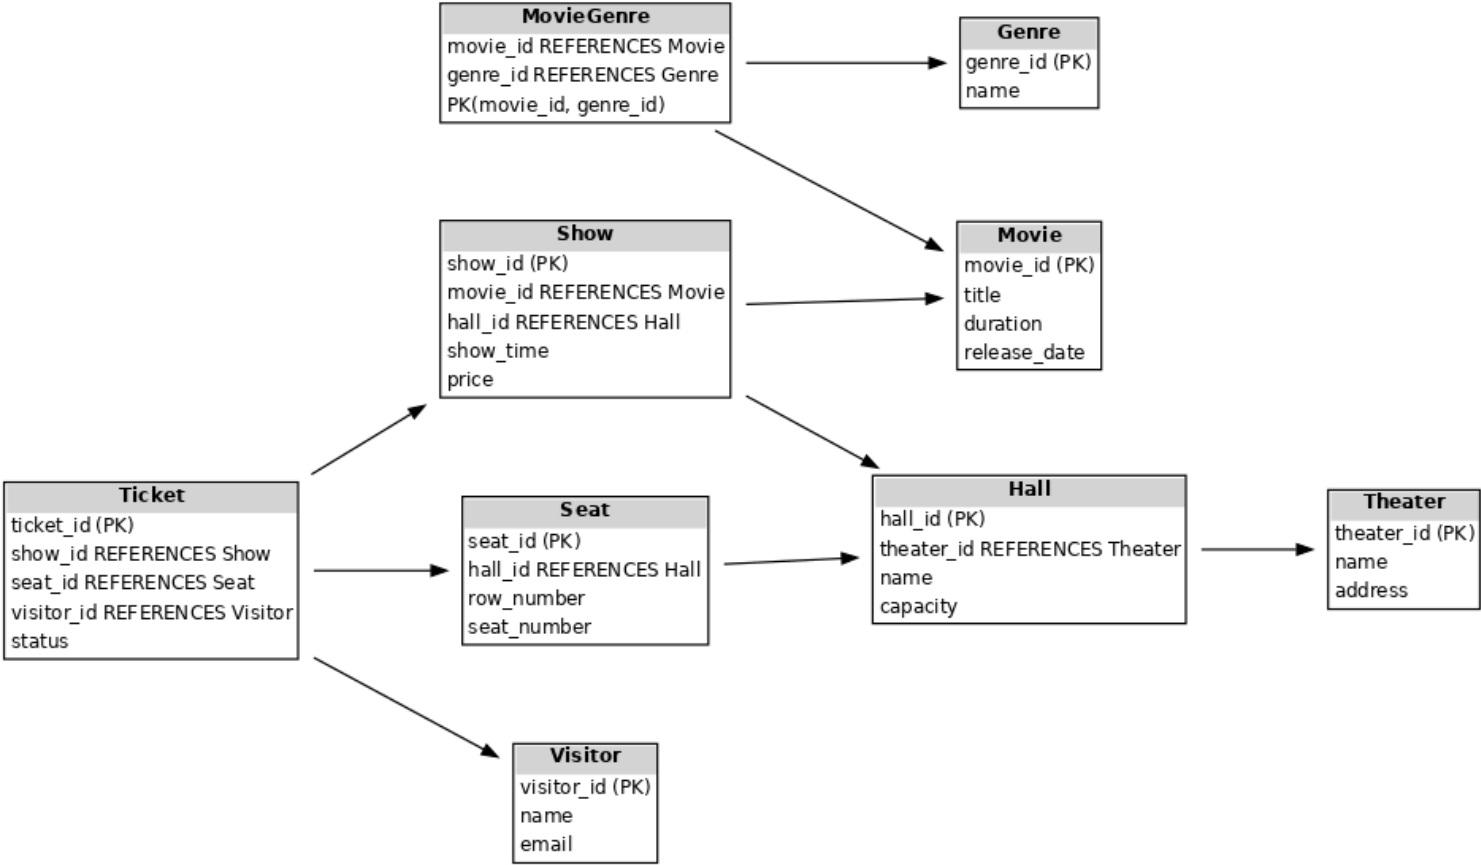 MovieGenre
movie_id REFERENCES Movie
genre_id REFERENCES Genre
PK(movie_id, genre_id)
Genre
genre_id (PK)
name
Show
show_id (PK)
movie_id REFERENCES Movie
hall_id REFERENCES Hall
show_time
price
Movie
movie_id (PK)
title
duration
release_date
Ticket
ticket_id (PK)
show_id REFERENCES Show
seat_id REFERENCES Seat
visitor_id REFERENCES Visitor
status
Seat
seat_id (PK)
hall_id REFERENCES Hall
row_number
seat_number
Hall
hall_id (PK)
theater_id REFERENCES Theater
name
capacity
Theater
theater_id (PK)
name
address
Visitor
visitor_id (PK)
name
email